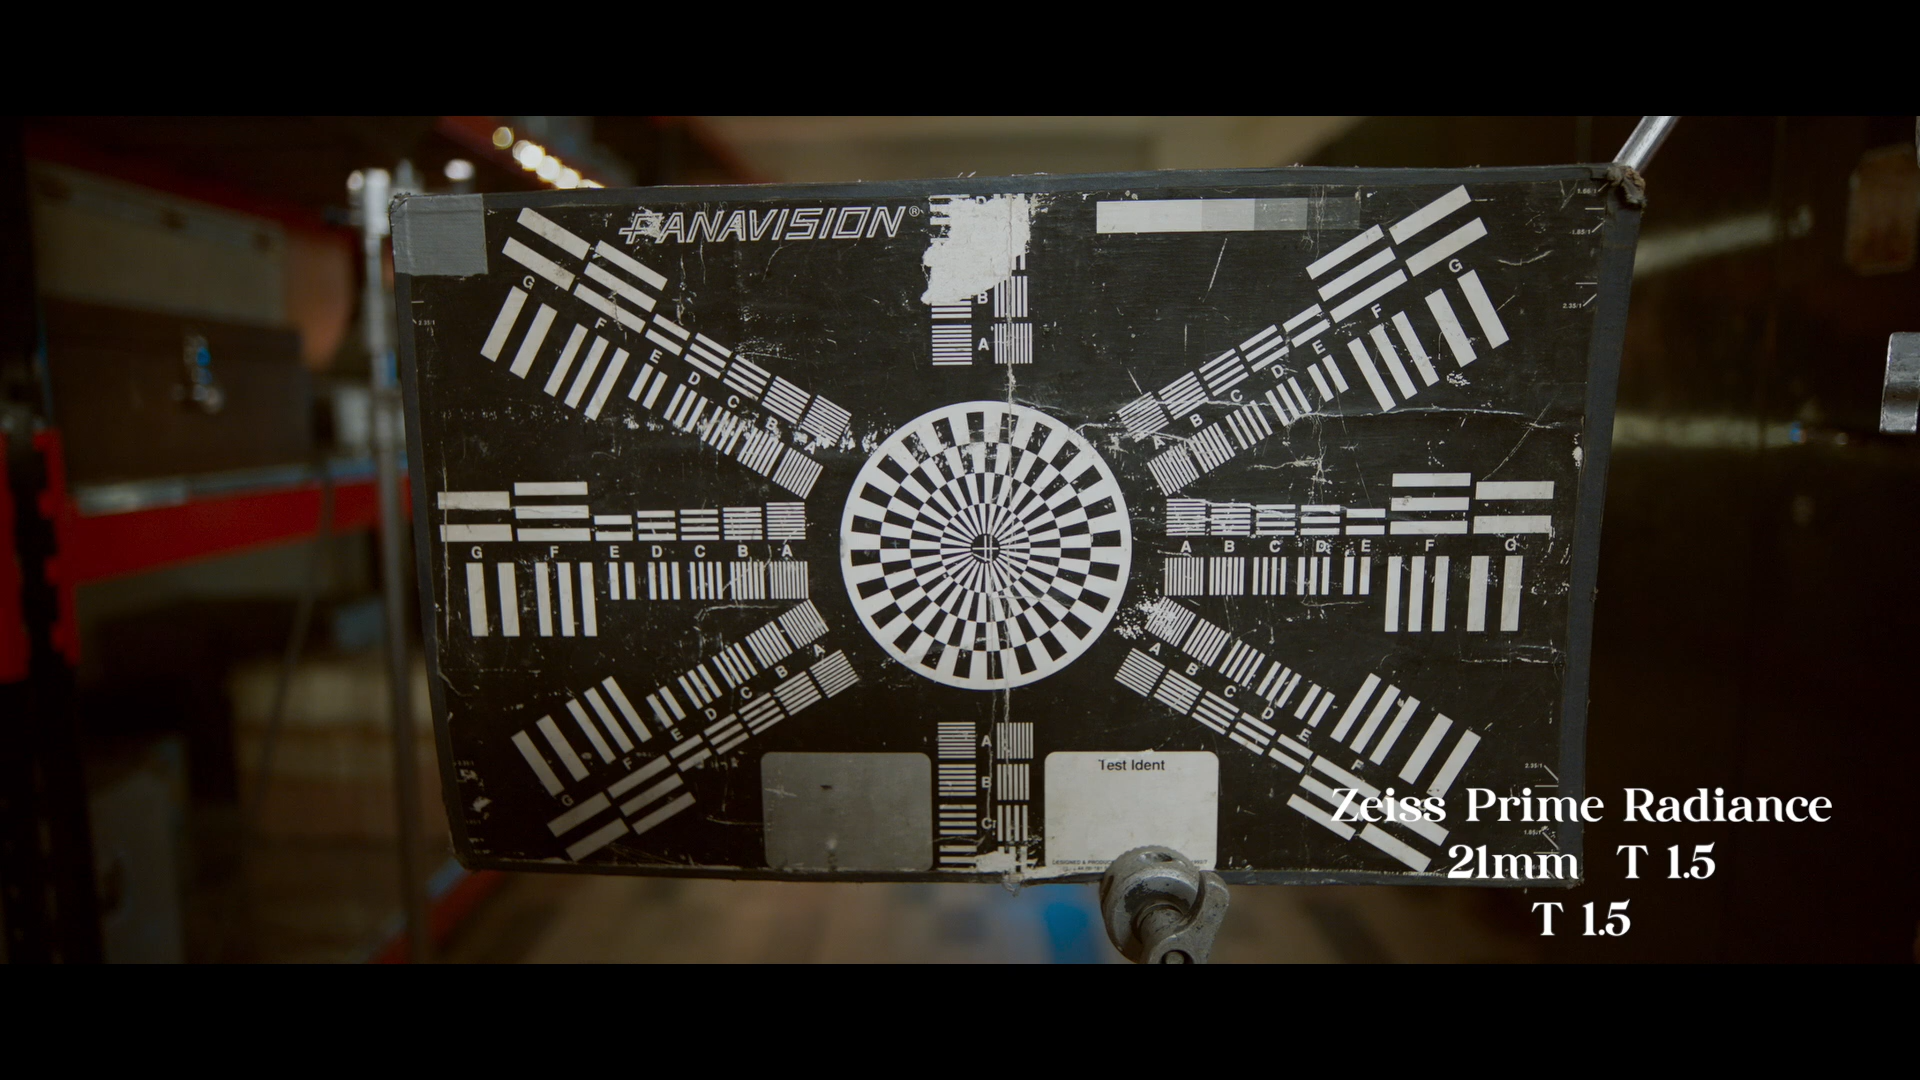 PANAVISION®
B
A
G F E D C B A
G F E D C B A
A B C D E F G
A B C D E F G
G F E D C B A
A B C D E F G
A
B
C
Test Ident
Zeiss Prime Radiance
21mm T 1.5
T 1.5